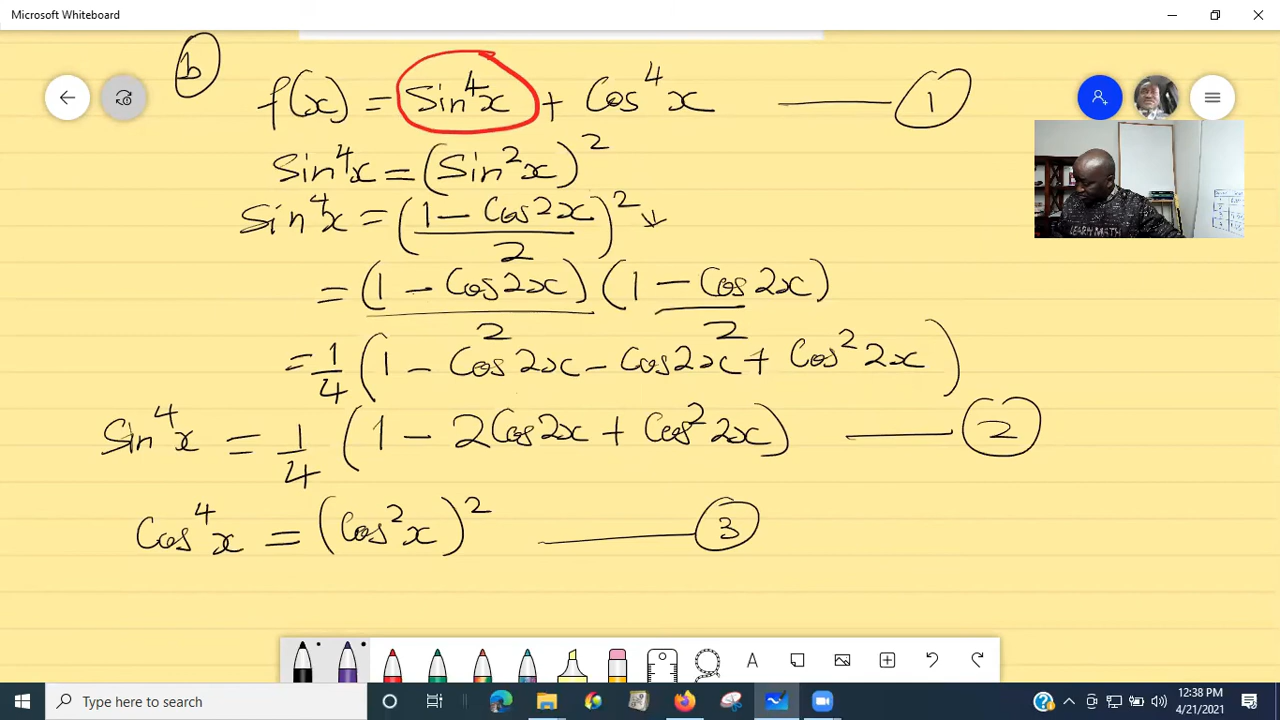 Microsoft Whiteboard
b
f(x) = Sin⁴x + Cos⁴x ——— 1
Sin⁴x = (Sin²x)²
Sin⁴x = ((1 - Cos2x)/2)²
= (1 - Cos2x)/2 (1 - Cos2x)/2
= 1/4 (1 - Cos2x - Cos2x + Cos²2x)
Sin⁴x = 1/4 (1 - 2Cos2x + Cos²2x) ——— 2
Cos⁴x = (Cos²x)² ——— 3
LEARN MATH
A
Type here to search
12:38 PM
4/21/2021